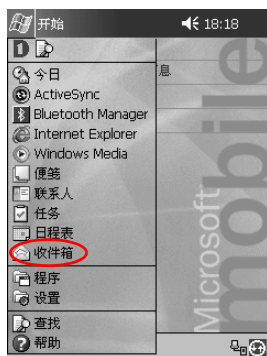 开始 18:18
今日
息
ActiveSync
Bluetooth Manager
Internet Explorer
Windows Media
便笺
联系人
任务
日程表
收件箱
程序
设置
查找
帮助
Microsoft
mobil